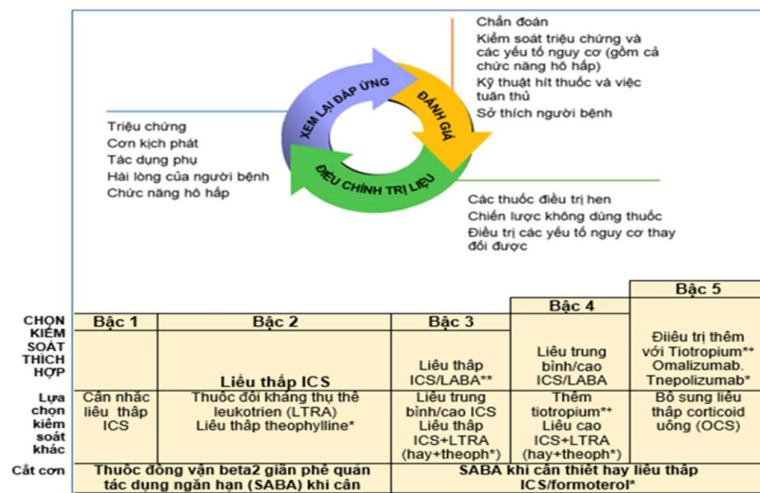 Chẩn đoán
Kiểm soát triệu chứng và
các yếu tố nguy cơ (gồm cả
chức năng hô hấp)
Kỹ thuật hít thuốc và việc
tuân thủ
Sở thích người bệnh
XEM LẠI ĐÁP ỨNG
ĐÁNH GIÁ
ĐIỀU CHỈNH TRỊ LIỆU
Triệu chứng
Cơn kịch phát
Tác dụng phụ
Hài lòng của người bệnh
Chức năng hô hấp
Các thuốc điều trị hen
Chiến lược không dùng thuốc
Điều trị các yếu tố nguy cơ thay
đổi được
CHỌN
KIỂM
SOÁT
THÍCH
HỢP
Bậc 1
Bậc 2
Liều thấp ICS
Bậc 3
Liều thấp
ICS/LABA**
Bậc 4
Liều trung
bình/cao
ICS/LABA
Bậc 5
Điiều trị thêm
với Tiotropium*+
Omalizumab.
Tnepolizumab*
Lựa
chọn
kiểm
soát
khác
Cân nhắc
liều thấp
ICS
Thuốc đối kháng thụ thể
leukotrien (LTRA)
Liều thấp theophylline*
Liều trung
bình/cao ICS
Liều thấp
ICS+LTRA
(hay+theoph*)
Thêm
tiotropium*+
Liều cao
ICS+LTRA
(hay+theoph*)
Bổ sung liều
thấp corticoid
uống (OCS)
Cắt cơn
Thuốc đồng vận beta2 giãn phế quản
tác dụng ngắn hạn (SABA) khi cần
SABA khi cần thiết hay liều thấp
ICS/formoterol*